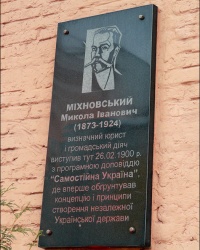 МІХНОВСЬКИЙ
Микола Іванович
(1873-1924)
визначний юрист
і громадський діяч
виступив тут 26.02.1900 р.
з програмною доповіддю
"Самостійна Україна",
де вперше обґрунтував
концепцію і принципи
створення незалежної
Української держави